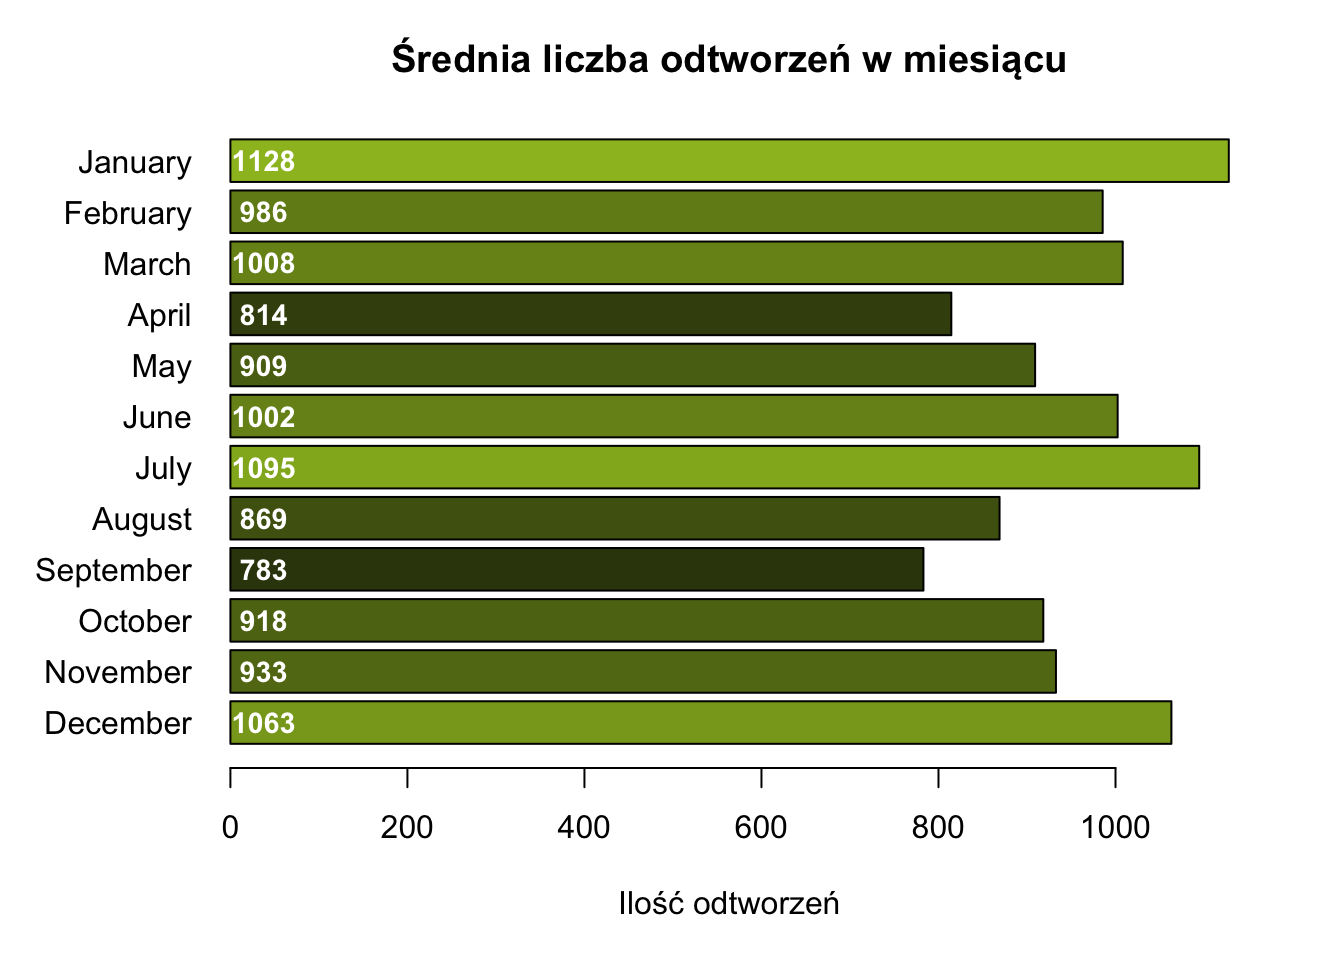 Średnia liczba odtworzeń w miesiącu
January 1128
February 986
March 1008
April 814
May 909
June 1002
July 1095
August 869
September 783
October 918
November 933
December 1063
0 200 400 600 800 1000
Ilość odtworzeń